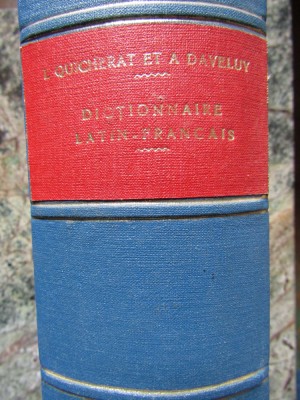 L. QUICHERAT ET A DAVELUY
DICTIONNAIRE
LATIN-FRANÇAIS